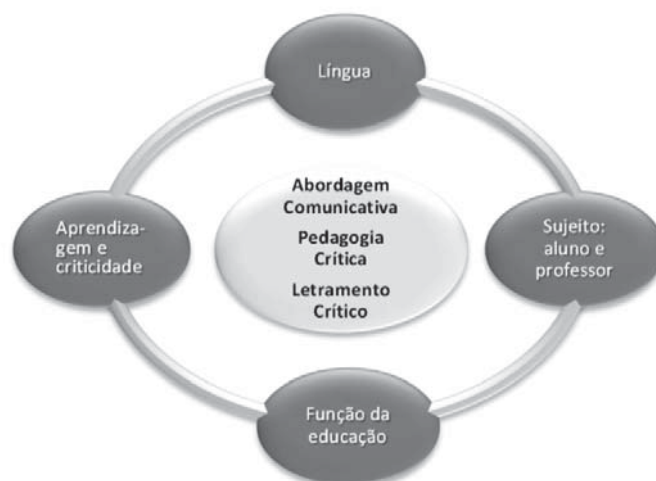 Língua
Abordagem
Comunicativa
Pedagogia
Crítica
Letramento
Crítico
Aprendiza-
gem e
criticidade
Sujeito:
aluno e
professor
Função da
educação